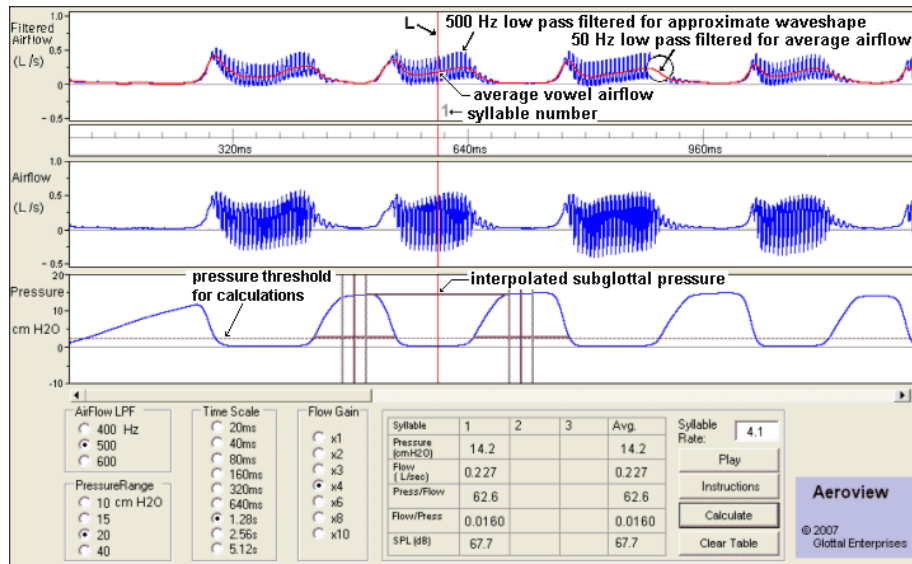 Filtered
Airflow
(L/s)
1.0
0.5
0.0
-0.5
L
500 Hz low pass filtered for approximate waveshape
50 Hz low pass filtered for average airflow
average vowel airflow
1
syllable number
320ms
640ms
960ms
Airflow
(L/s)
1.0
0.5
0.0
-0.5
pressure threshold
for calculations
interpolated subglottal pressure
Pressure
cm H2O
20
10
0
-10
AirFlow LPF
400 Hz
500
600
PressureRange
10 cm H2O
15
20
40
Time Scale
20ms
40ms
80ms
160ms
320ms
640ms
1.28s
2.56s
5.12s
Flow Gain
x1
x2
x3
x4
x6
x8
x10
Syllable 1 2 3 Avg.
Pressure
(cmH2O) 14.2 14.2
Flow
(L/sec) 0.227 0.227
Press/Flow 62.6 62.6
Flow/Press 0.0160 0.0160
SPL (dB) 67.7 67.7
Syllable
Rate: 4.1
Play
Instructions
Calculate
Clear Table
Aeroview
© 2007
Glottal Enterprises